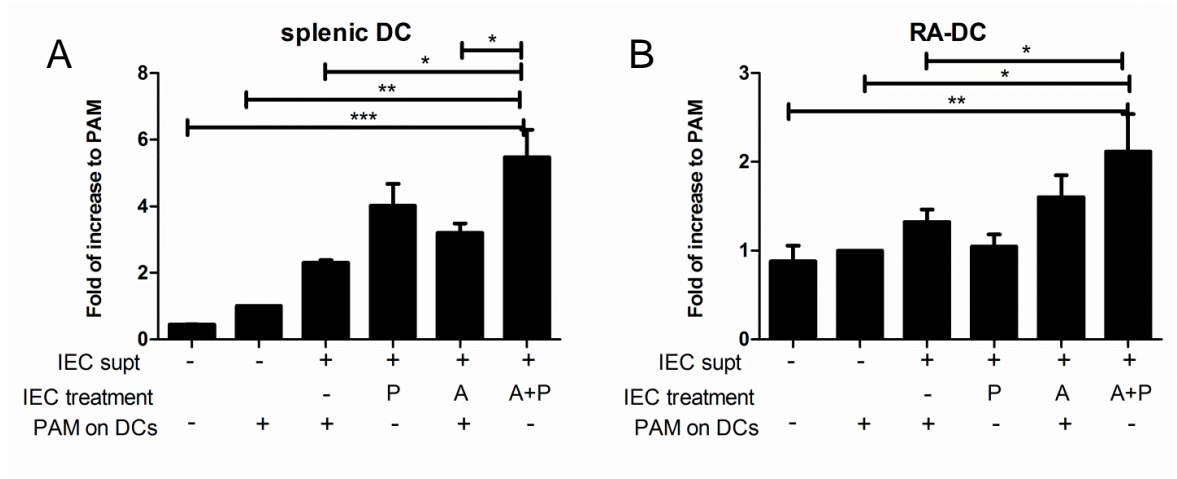 A
splenic DC
*
*
**
***
Fold of increase to PAM
8
6
4
2
0
IEC supt - - + + + +
IEC treatment - P A A+P
PAM on DCs - + + - + -
B
RA-DC
*
*
**
Fold of increase to PAM
3
2
1
0
IEC supt - - + + + +
IEC treatment - P A A+P
PAM on DCs - + + - + -